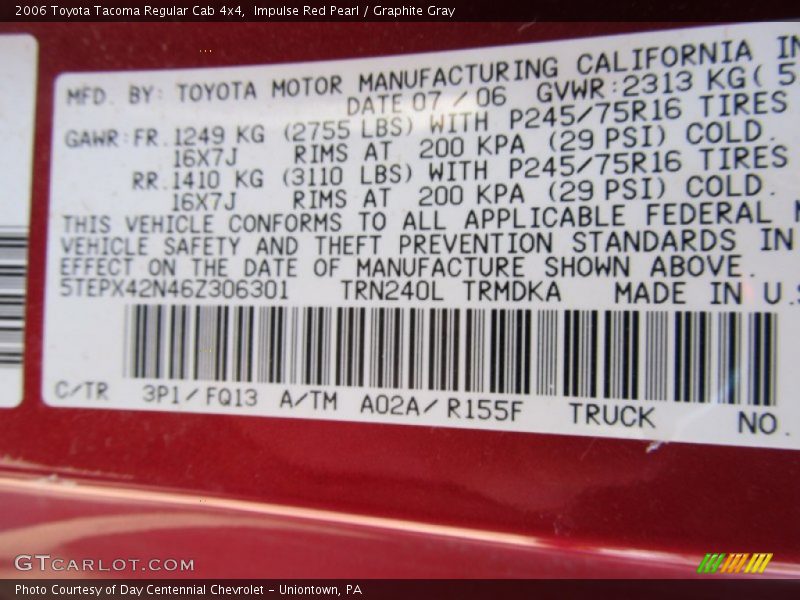 2006 Toyota Tacoma Regular Cab 4x4, Impulse Red Pearl / Graphite Gray
MFD. BY: TOYOTA MOTOR MANUFACTURING CALIFORNIA IN
DATE 07/06 GVWR:2313 KG( 5
GAWR:FR.1249 KG (2755 LBS) WITH P245/75R16 TIRES
16X7J RIMS AT 200 KPA (29 PSI) COLD.
RR.1410 KG (3110 LBS) WITH P245/75R16 TIRES
16X7J RIMS AT 200 KPA (29 PSI) COLD.
THIS VEHICLE CONFORMS TO ALL APPLICABLE FEDERAL
VEHICLE SAFETY AND THEFT PREVENTION STANDARDS IN
EFFECT ON THE DATE OF MANUFACTURE SHOWN ABOVE.
5TEPX42N46Z306301 TRN240L TRMDKA MADE IN U.
C/TR 3P1/FQ13 A/TM A02A/R155F TRUCK NO.
GTCARLOT.COM
Photo Courtesy of Day Centennial Chevrolet - Uniontown, PA